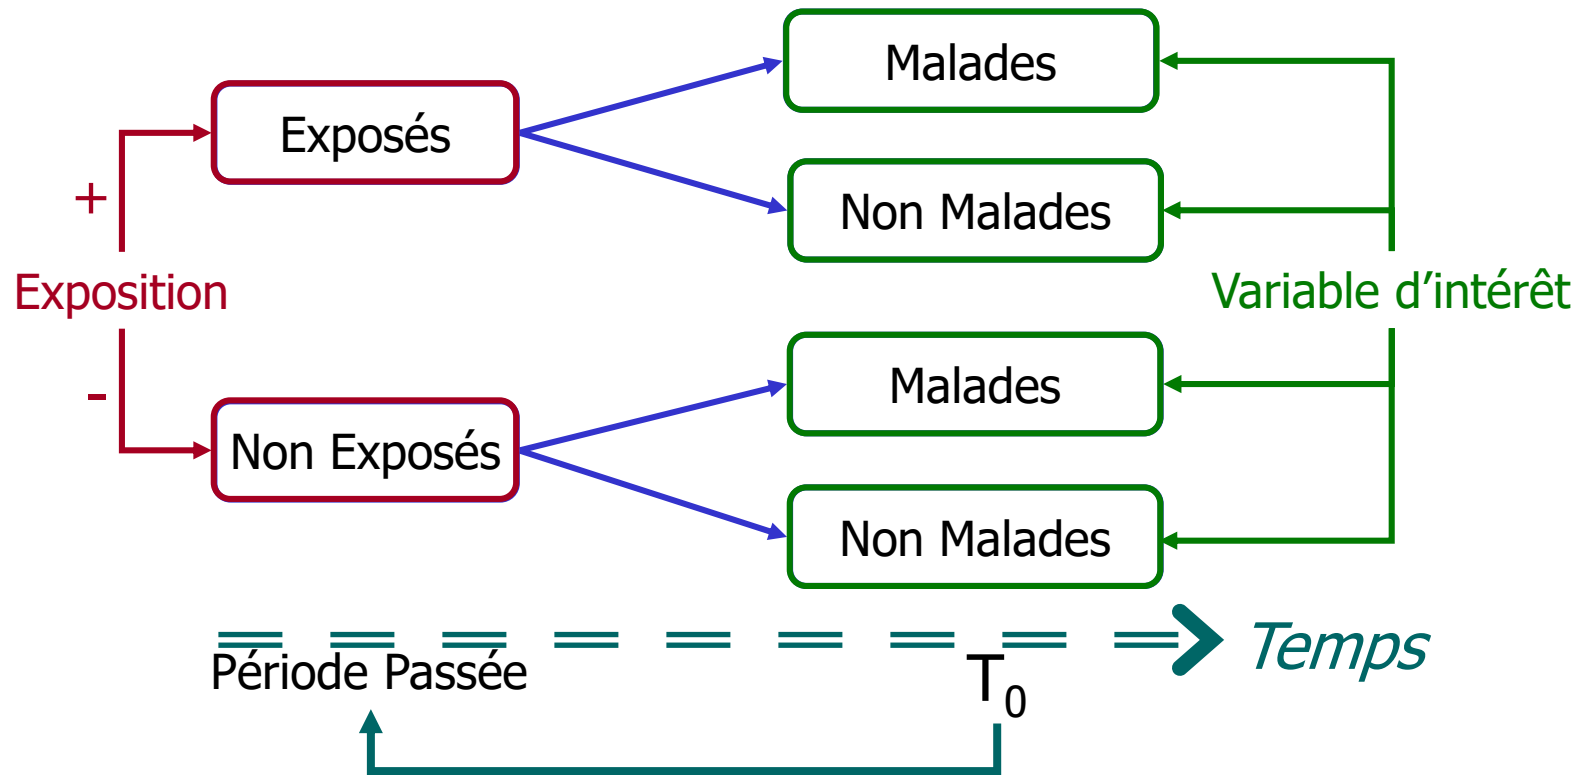 Malades
Exposés
+
Non Malades
Exposition
Variable d’intérêt
Malades
-
Non Exposés
Non Malades
Temps
Période Passée
T0